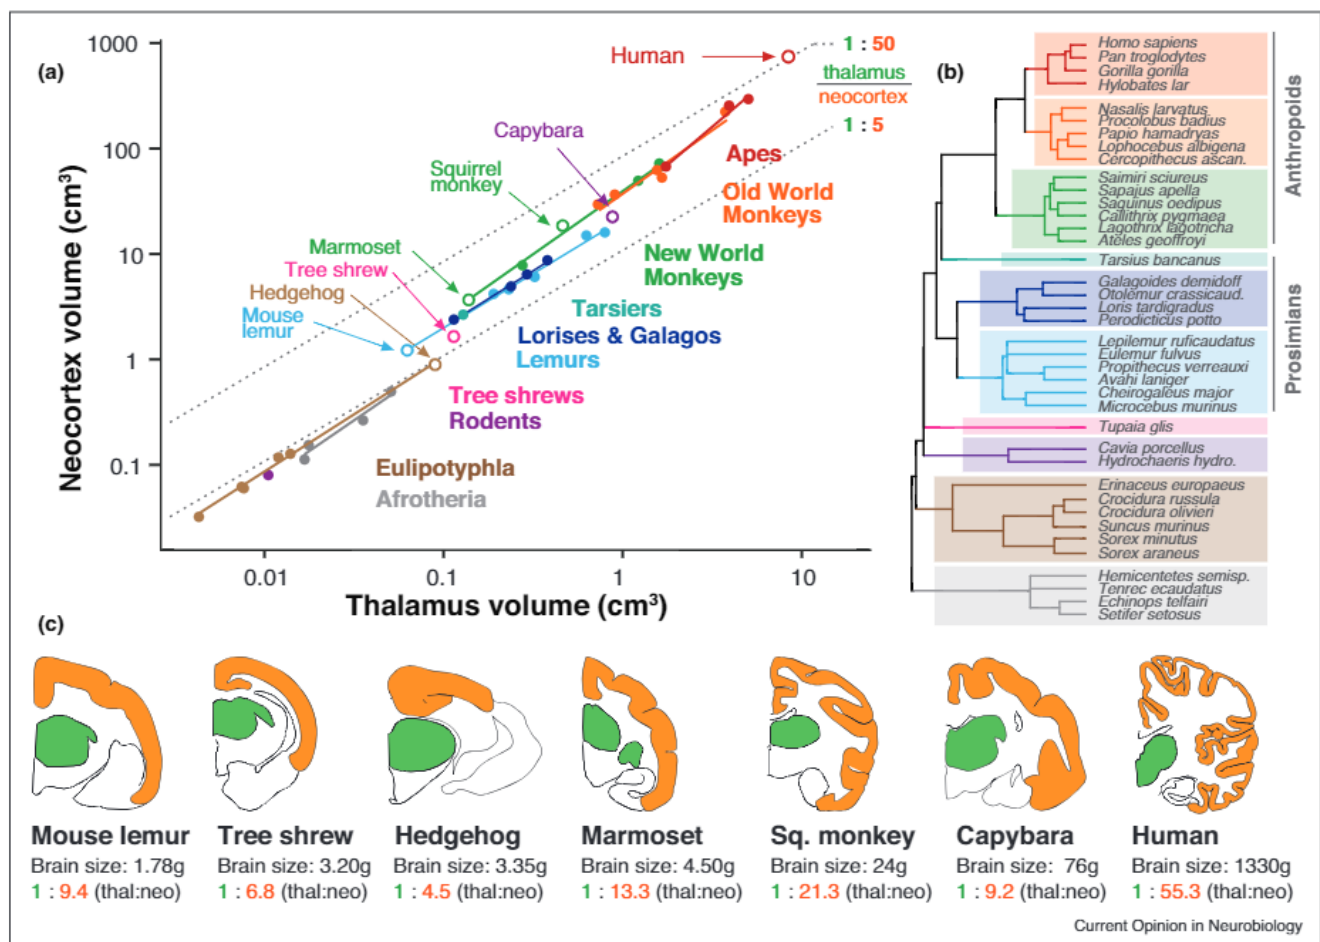 (a)
1000
100
10
1
0.1
Neocortex volume (cm³)
0.01
0.1
1
10
Thalamus volume (cm³)
Human
1 : 50
thalamus
neocortex
1 : 5
Capybara
Squirrel
monkey
Marmoset
Tree shrew
Hedgehog
Mouse
lemur
Apes
Old World
Monkeys
New World
Monkeys
Tarsiers
Lorises & Galagos
Lemurs
Tree shrews
Rodents
Eulipotyphla
Afrotheria
(b)
Homo sapiens
Pan troglodytes
Gorilla gorilla
Hylobates lar
Nasalis larvatus
Procolobus badius
Papio hamadryas
Lophocebus albigena
Cercopithecus ascan.
Saimiri sciureus
Sapajus apella
Saguinus oedipus
Callithrix pygmaea
Lagothrix lagotricha
Ateles geoffroyi
Tarsius bancanus
Galagoides demidoff
Otolemur crassicaud.
Loris tardigradus
Perodicticus potto
Lepilemur ruficaudatus
Eulemur fulvus
Propithecus verreauxi
Avahi laniger
Cheirogaleus major
Microcebus murinus
Tupaia glis
Cavia porcellus
Hydrochaeris hydro.
Erinaceus europaeus
Crocidura russula
Crocidura olivieri
Suncus murinus
Sorex minutus
Sorex araneus
Hemicentetes semisp.
Tenrec ecaudatus
Echinops telfairi
Setifer setosus
Anthropoids
Prosimians
(c)
Mouse lemur
Brain size: 1.78g
1 : 9.4 (thal:neo)
Tree shrew
Brain size: 3.20g
1 : 6.8 (thal:neo)
Hedgehog
Brain size: 3.35g
1 : 4.5 (thal:neo)
Marmoset
Brain size: 4.50g
1 : 13.3 (thal:neo)
Sq. monkey
Brain size: 24g
1 : 21.3 (thal:neo)
Capybara
Brain size: 76g
1 : 9.2 (thal:neo)
Human
Brain size: 1330g
1 : 55.3 (thal:neo)
Current Opinion in Neurobiology